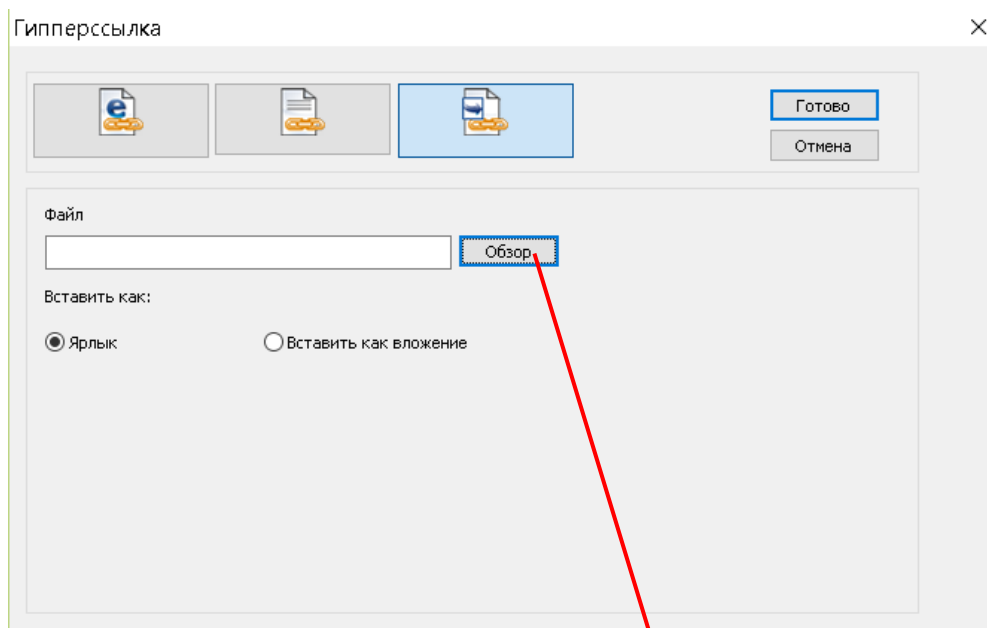 Гипперссылка
Готово
Отмена
Файл
Обзор
Вставить как:
Ярлык Вставить как вложение